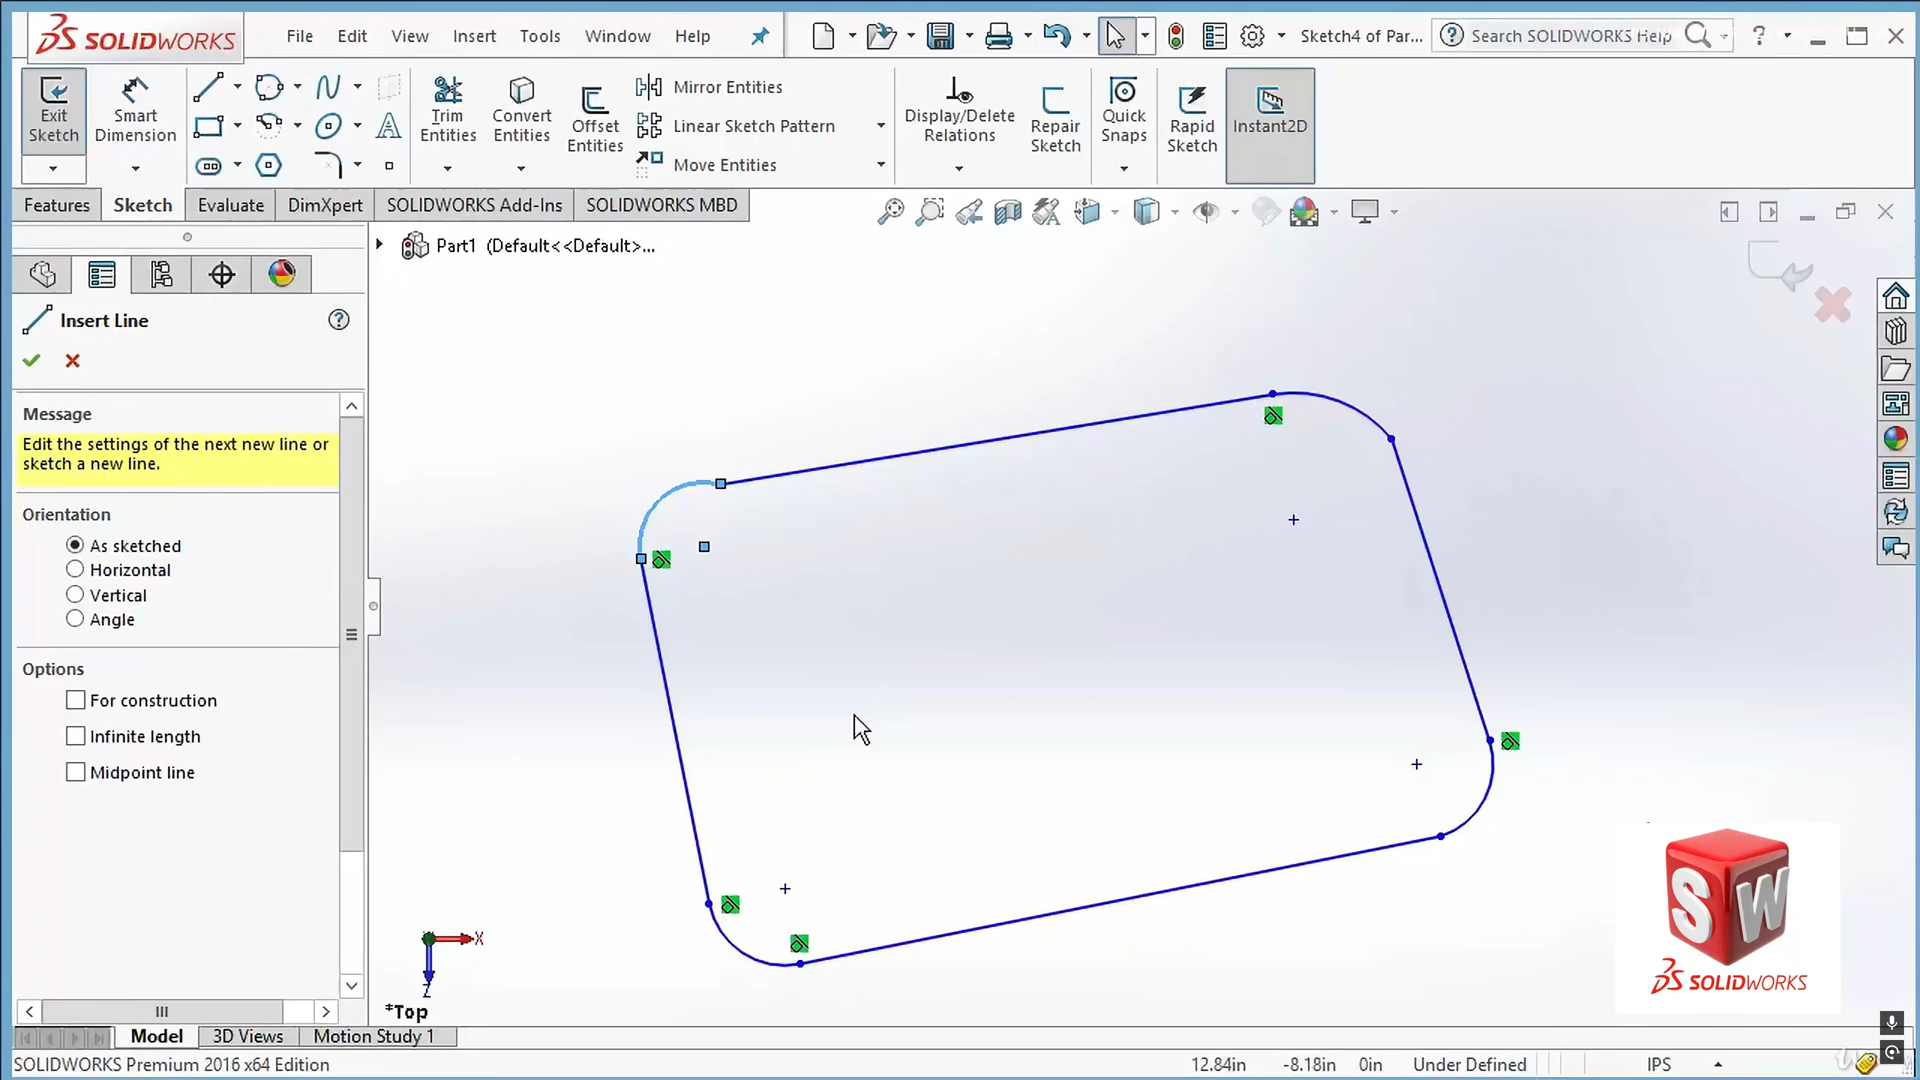 SOLIDWORKS
File Edit View Insert Tools Window Help
Sketch4 of Par...
Search SOLIDWORKS Help
?
Exit Sketch
Smart Dimension
Trim Entities
Convert Entities
Offset Entities
Mirror Entities
Linear Sketch Pattern
Move Entities
Display/Delete Relations
Repair Sketch
Quick Snaps
Rapid Sketch
Instant2D
Features Sketch Evaluate DimXpert SOLIDWORKS Add-Ins SOLIDWORKS MBD
Part1 (Default<<Default>...
Insert Line
?
Message
Edit the settings of the next new line or
sketch a new line.
Orientation
As sketched
Horizontal
Vertical
Angle
Options
For construction
Infinite length
Midpoint line
X
Z
*Top
SW
SOLIDWORKS
Model 3D Views Motion Study 1
SOLIDWORKS Premium 2016 x64 Edition
12.84in -8.18in 0in Under Defined IPS